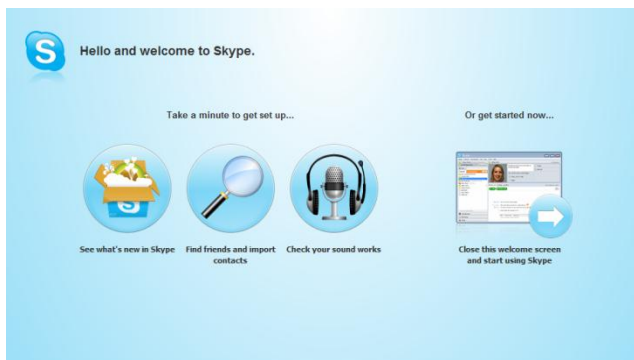 S Hello and welcome to Skype.
Take a minute to get set up...
Or get started now...
S
See what's new in Skype
Find friends and import
contacts
Check your sound works
Close this welcome screen
and start using Skype